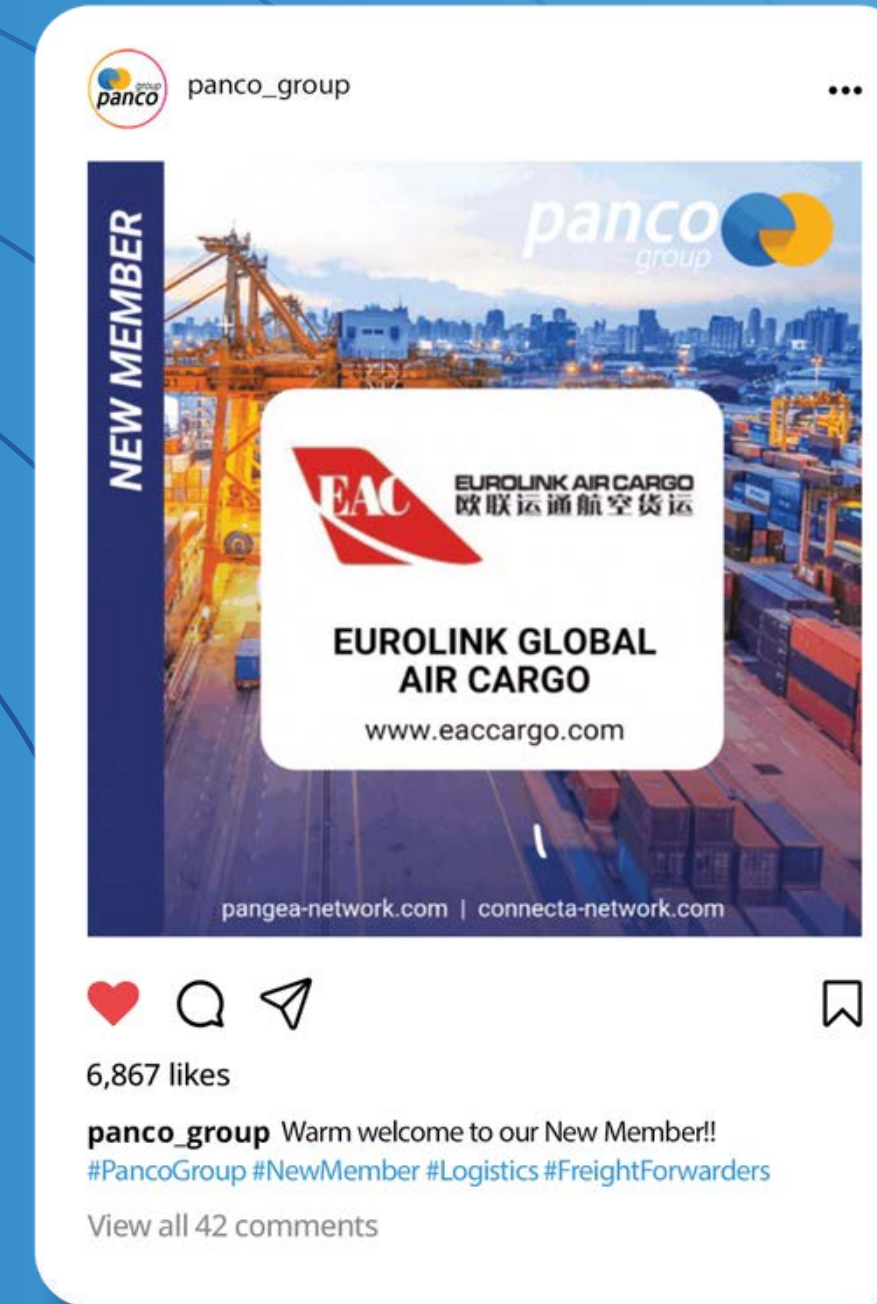 group
panco
panco_group
NEW MEMBER
panco
group
EAC
EUROLINK AIR CARGO
欧联运通航空货运
EUROLINK GLOBAL
AIR CARGO
www.eaccargo.com
pangea-network.com | connecta-network.com
6,867 likes
panco_group Warm welcome to our New Member!!
#PancoGroup #NewMember #Logistics #FreightForwarders
View all 42 comments